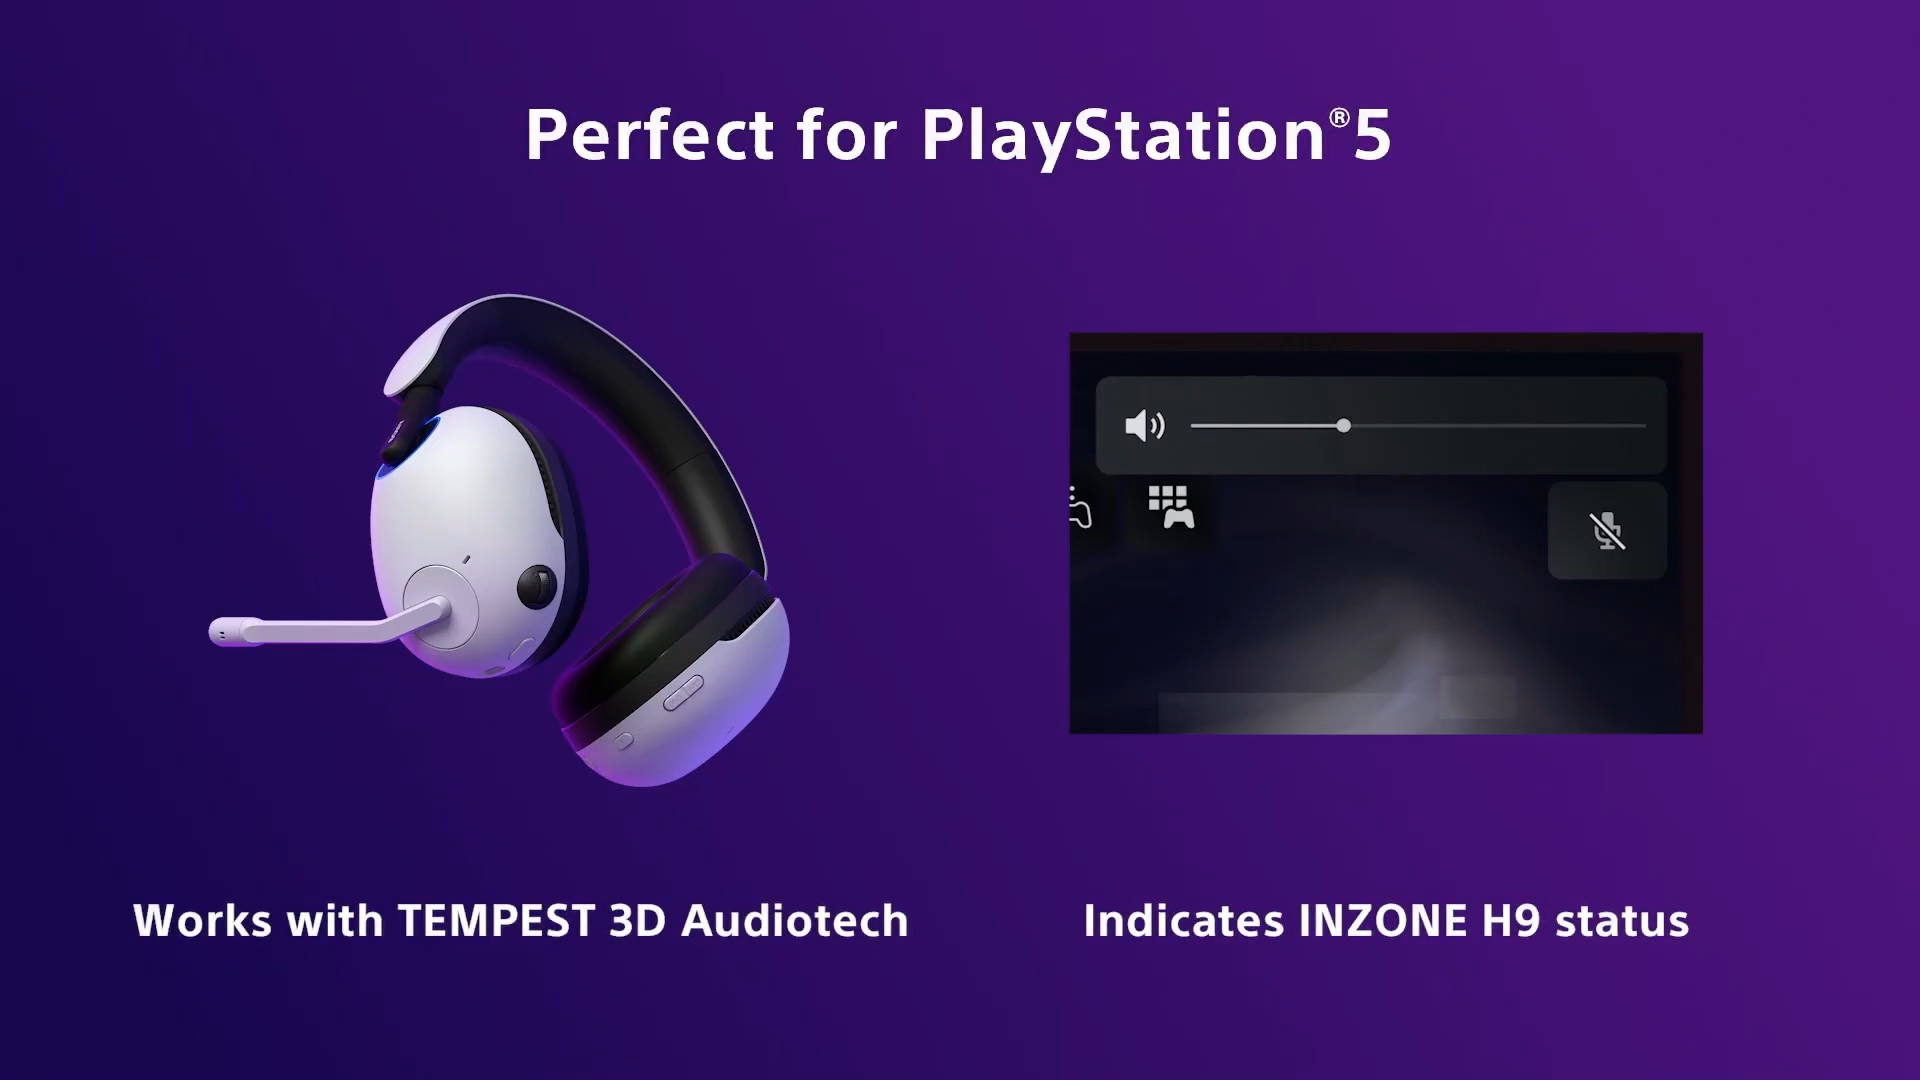 Perfect for PlayStation®5
Works with TEMPEST 3D Audiotech
Indicates INZONE H9 status